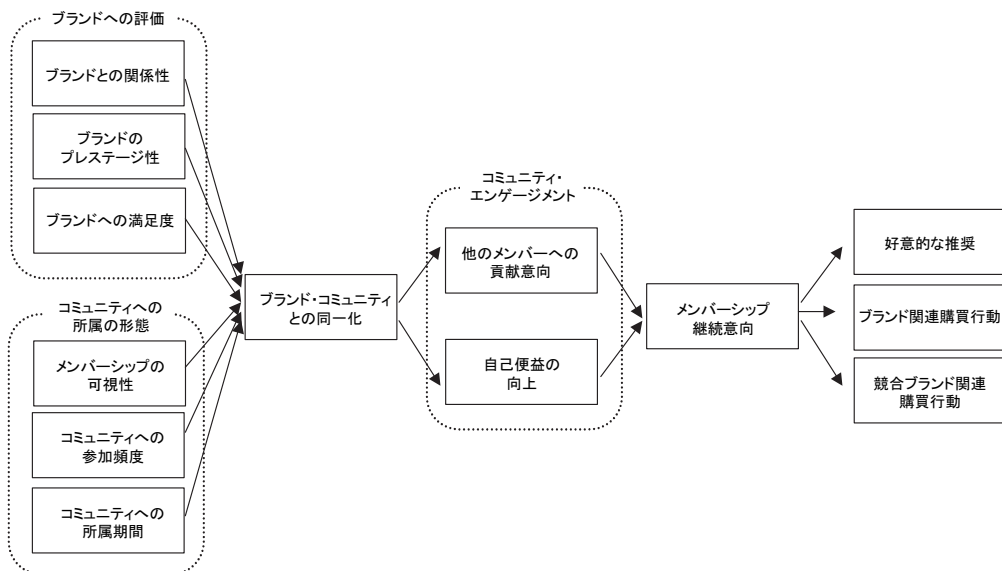 ブランドへの評価
ブランドとの関係性
ブランドの
プレステージ性
ブランドへの満足度
コミュニティへの
所属の形態
メンバーシップの
可視性
コミュニティへの
参加頻度
コミュニティへの
所属期間
ブランド・コミュニティ
との同一化
コミュニティ・
エンゲージメント
他のメンバーへの
貢献意向
自己便益の
向上
メンバーシップ
継続意向
好意的な推奨
ブランド関連購買行動
競合ブランド関連
購買行動